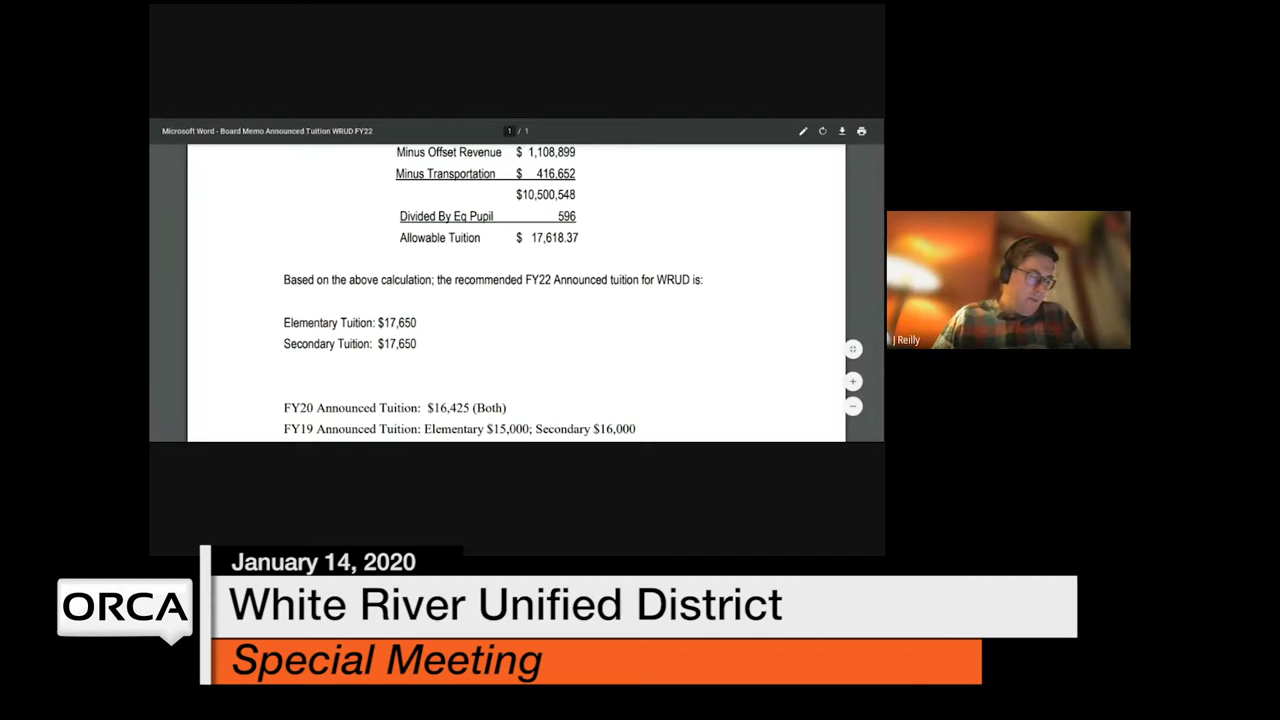 Microsoft Word - Board Memo Announced Tuition WRUD FY22
1 / 1
Minus Offset Revenue $ 1,108,899
Minus Transportation $ 416,652
$10,500,548
Divided By Eq Pupil 596
Allowable Tuition $ 17,618.37
Based on the above calculation; the recommended FY22 Announced tuition for WRUD is:
Elementary Tuition: $17,650
Secondary Tuition: $17,650
FY20 Announced Tuition: $16,425 (Both)
FY19 Announced Tuition: Elementary $15,000; Secondary $16,000
J Reilly
January 14, 2020
ORCA
White River Unified District
Special Meeting